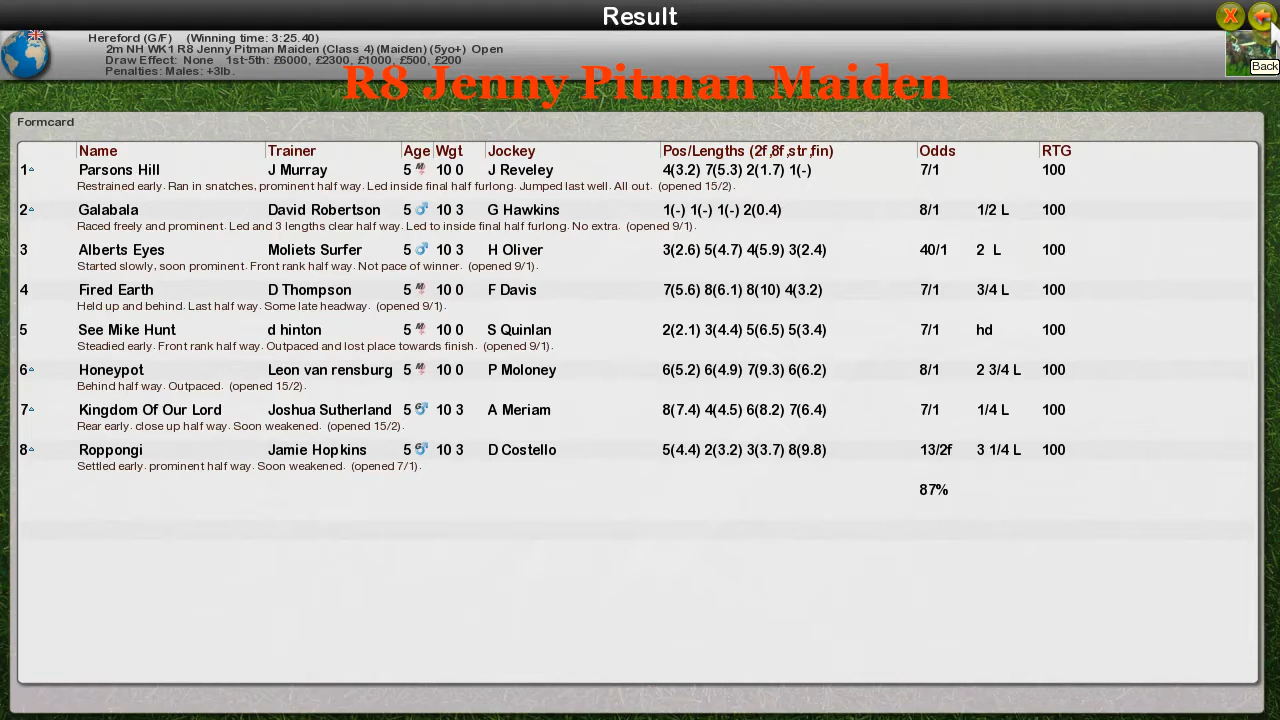 Result
X
Hereford (G/F) (Winning time: 3:25.40)
2m NH WK1 R8 Jenny Pitman Maiden (Class 4) (Maiden) (5yo+) Open
Draw Effect: None 1st-5th: £6000, £2300, £1000, £500, £200
Penalties: Males: +3lb.
Back
R8 Jenny Pitman Maiden
Formcard
Name Trainer Age Wgt Jockey Pos/Lengths (2f,8f,str,fin) Odds RTG
1 Parsons Hill J Murray 5 10 0 J Reveley 4(3.2) 7(5.3) 2(1.7) 1(-) 7/1 100
Restrained early. Ran in snatches, prominent half way. Led inside final half furlong. Jumped last well. All out. (opened 15/2).
2 Galabala David Robertson 5 10 3 G Hawkins 1(-) 1(-) 1(-) 2(0.4) 8/1 1/2 L 100
Raced freely and prominent. Led and 3 lengths clear half way. Led to inside final half furlong. No extra. (opened 9/1).
3 Alberts Eyes Moliets Surfer 5 10 3 H Oliver 3(2.6) 5(4.7) 4(5.9) 3(2.4) 40/1 2 L 100
Started slowly, soon prominent. Front rank half way. Not pace of winner. (opened 9/1).
4 Fired Earth D Thompson 5 10 0 F Davis 7(5.6) 8(6.1) 8(10) 4(3.2) 7/1 3/4 L 100
Held up and behind. Last half way. Some late headway. (opened 9/1).
5 See Mike Hunt d hinton 5 10 0 S Quinlan 2(2.1) 3(4.4) 5(6.5) 5(3.4) 7/1 hd 100
Steadied early. Front rank half way. Outpaced and lost place towards finish. (opened 9/1).
6 Honeypot Leon van rensburg 5 10 0 P Moloney 6(5.2) 6(4.9) 7(9.3) 6(6.2) 8/1 2 3/4 L 100
Behind half way. Outpaced. (opened 15/2).
7 Kingdom Of Our Lord Joshua Sutherland 5 10 3 A Meriam 8(7.4) 4(4.5) 6(8.2) 7(6.4) 7/1 1/4 L 100
Rear early. close up half way. Soon weakened. (opened 15/2).
8 Roppongi Jamie Hopkins 5 10 3 D Costello 5(4.4) 2(3.2) 3(3.7) 8(9.8) 13/2f 3 1/4 L 100
Settled early. prominent half way. Soon weakened. (opened 7/1).
87%